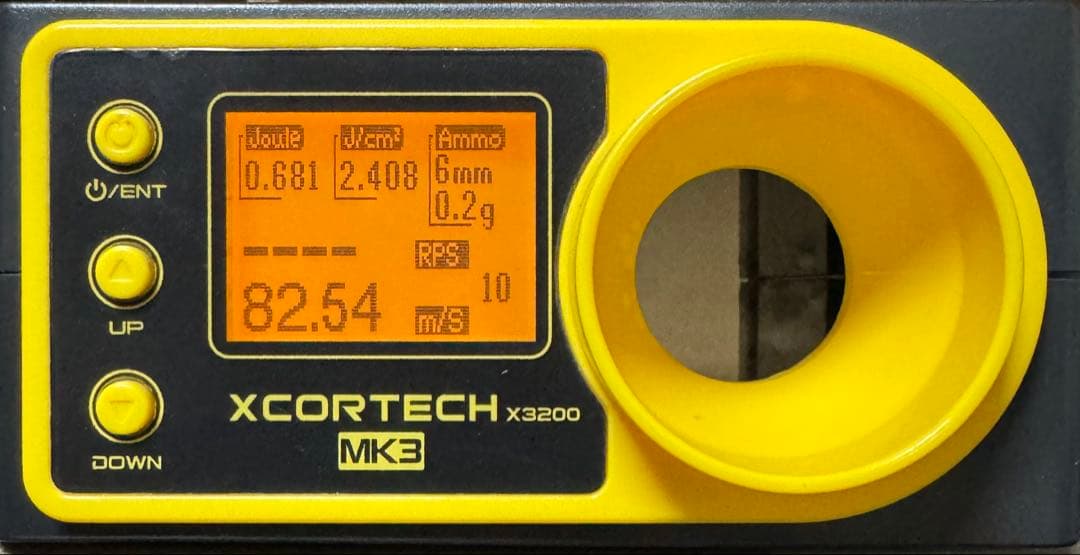 Joule J/cm² Ammo
0.681 2.408 6mm
0.2g
---- RPS
10
82.54 m/S
⏻/ENT
UP
DOWN
XCORTECH X3200
MK3